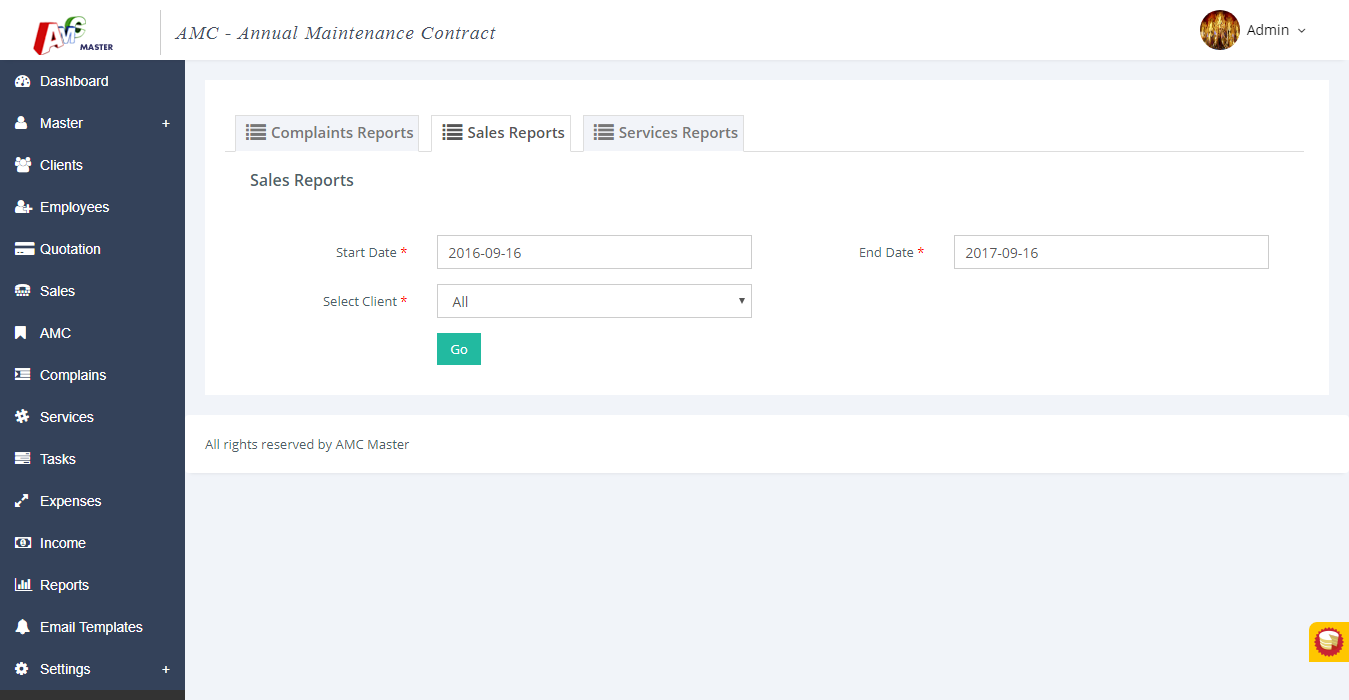 AMC MASTER
AMC - Annual Maintenance Contract
Admin
Dashboard
Master +
Clients
Employees
Quotation
Sales
AMC
Complains
Services
Tasks
Expenses
Income
Reports
Email Templates
Settings +
Complaints Reports Sales Reports Services Reports
Sales Reports
Start Date * 2016-09-16 End Date * 2017-09-16
Select Client * All
Go
All rights reserved by AMC Master